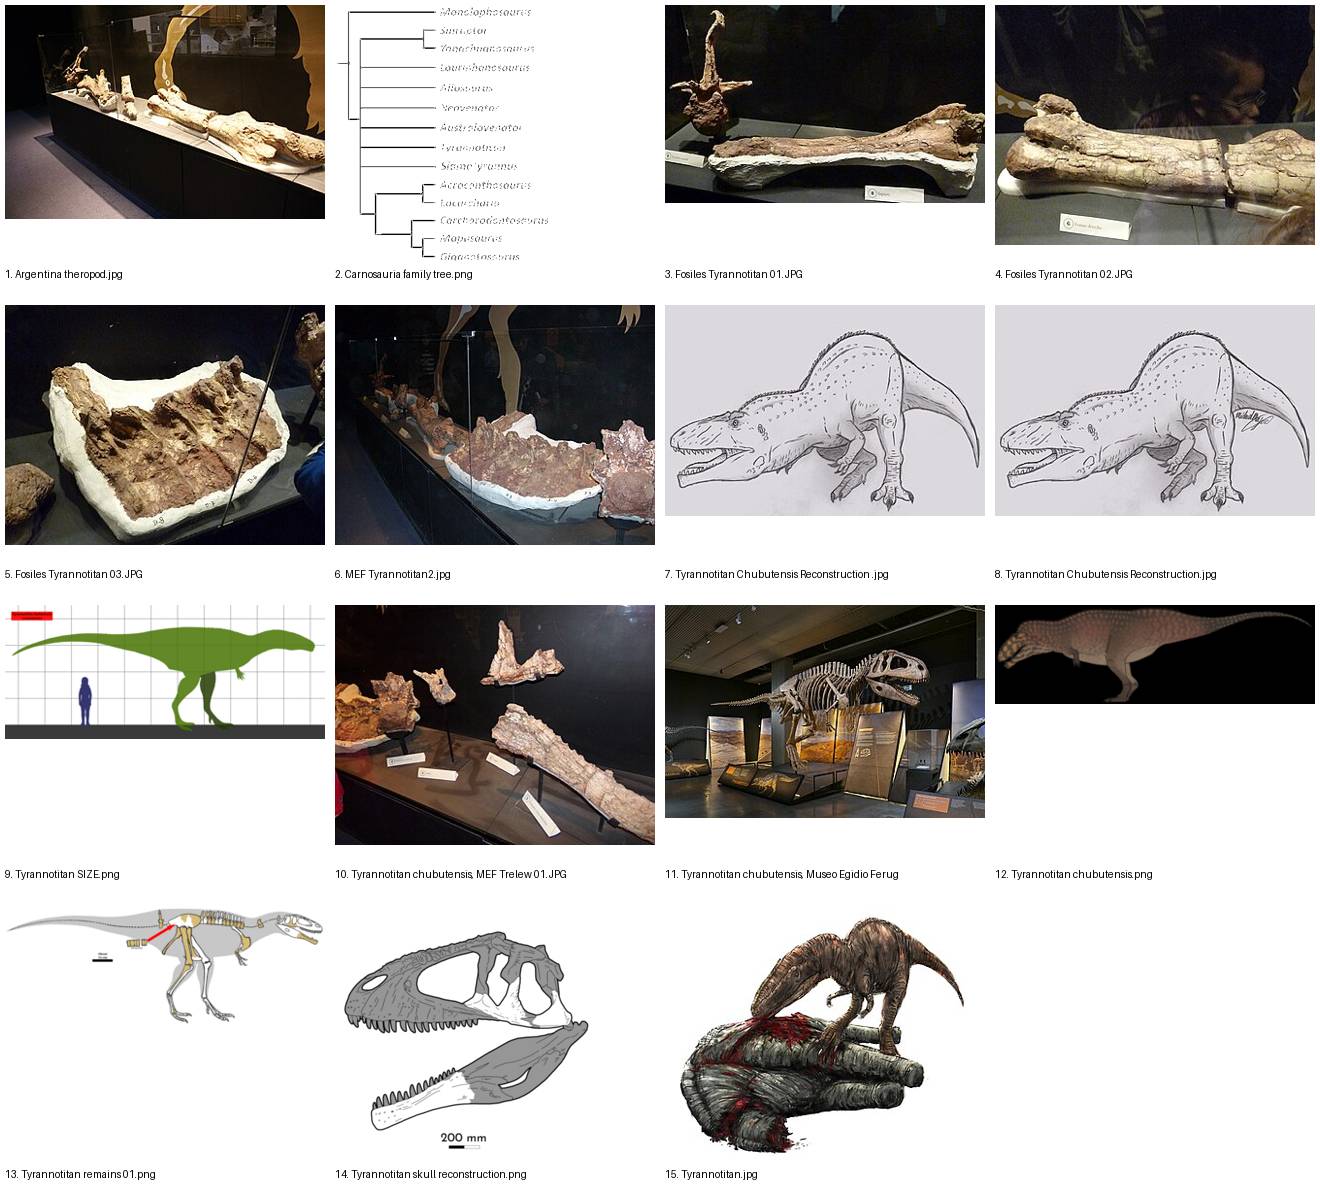 Monolophosaurus
Sinraptor
Yangchuanosaurus
Lourinhanosaurus
Allosaurus
Neovenator
Australovenator
Tyrannotitan
Siamotyrannus
Acrocanthosaurus
Carcharodontosaurus
Mapusaurus
Giganotosaurus
1. Argentina theropod.jpg
2. Carnosauria family tree.png
3. Fosiles Tyrannotitan 01.JPG
4. Fosiles Tyrannotitan 02.JPG
5. Fosiles Tyrannotitan 03.JPG
6. MEF Tyrannotitan2.jpg
7. Tyrannotitan Chubutensis Reconstruction .jpg
8. Tyrannotitan Chubutensis Reconstruction.jpg
9. Tyrannotitan SIZE.png
10. Tyrannotitan chubutensis, MEF Trelew 01.JPG
11. Tyrannotitan chubutensis, Museo Egidio Ferug
12. Tyrannotitan chubutensis.png
200 mm
13. Tyrannotitan remains 01.png
14. Tyrannotitan skull reconstruction.png
15. Tyrannotitan.jpg